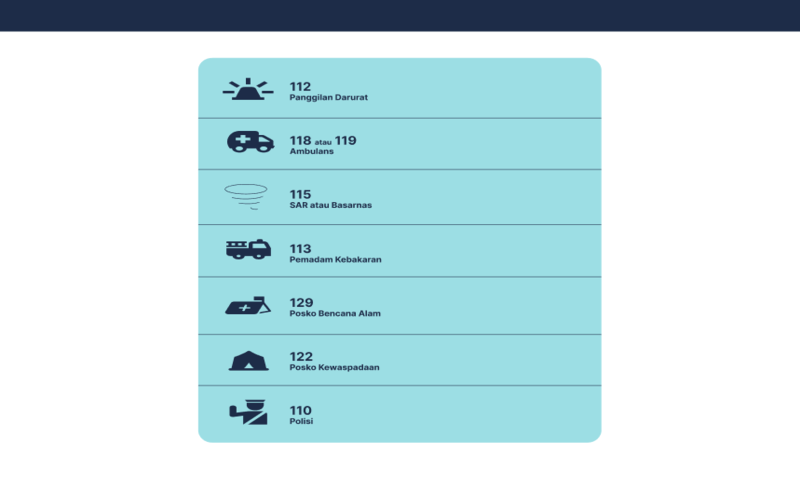 112
Panggilan Darurat
118 atau 119
Ambulans
115
SAR atau Basarnas
113
Pemadam Kebakaran
129
Posko Bencana Alam
122
Posko Kewaspadaan
110
Polisi